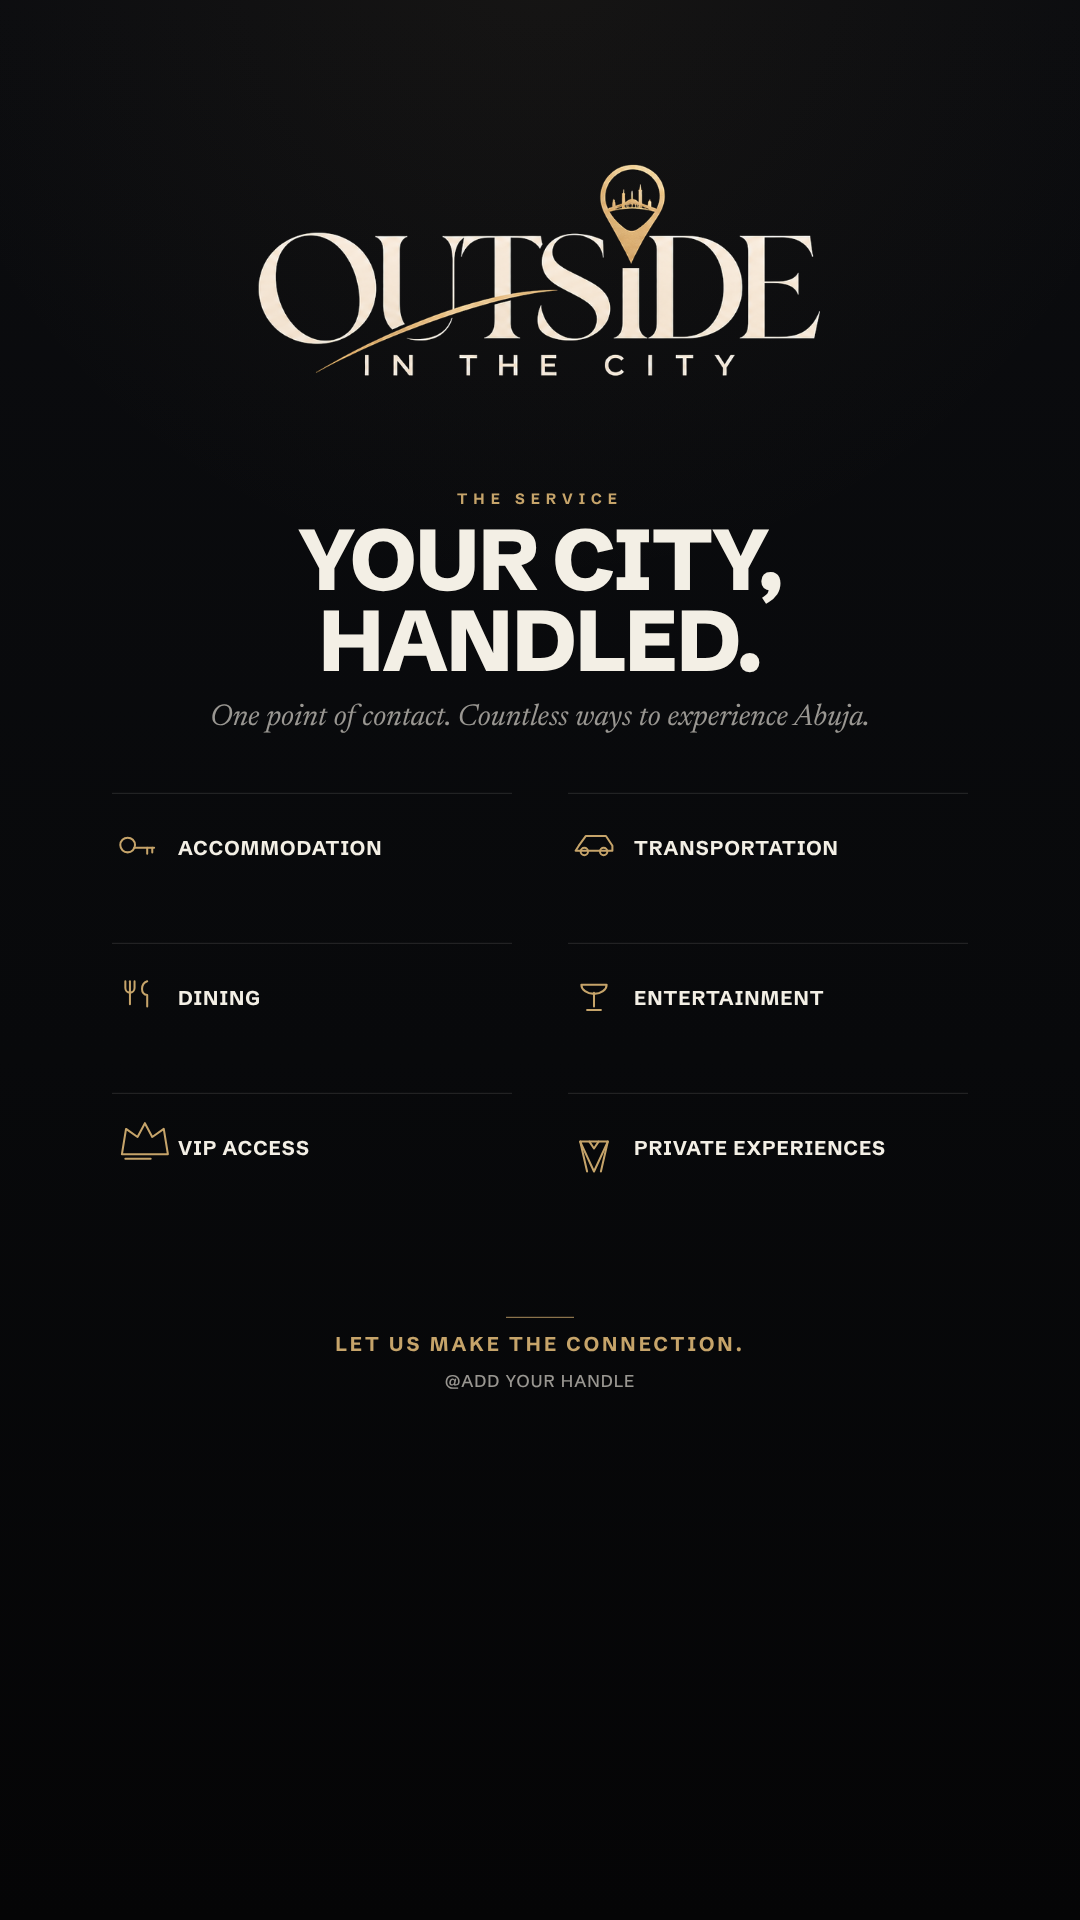 OUTSiDE
IN THE CITY
THE SERVICE
YOUR CITY,
HANDLED.
One point of contact. Countless ways to experience Abuja.
ACCOMMODATION
TRANSPORTATION
DINING
ENTERTAINMENT
VIP ACCESS
PRIVATE EXPERIENCES
LET US MAKE THE CONNECTION.
@ADD YOUR HANDLE